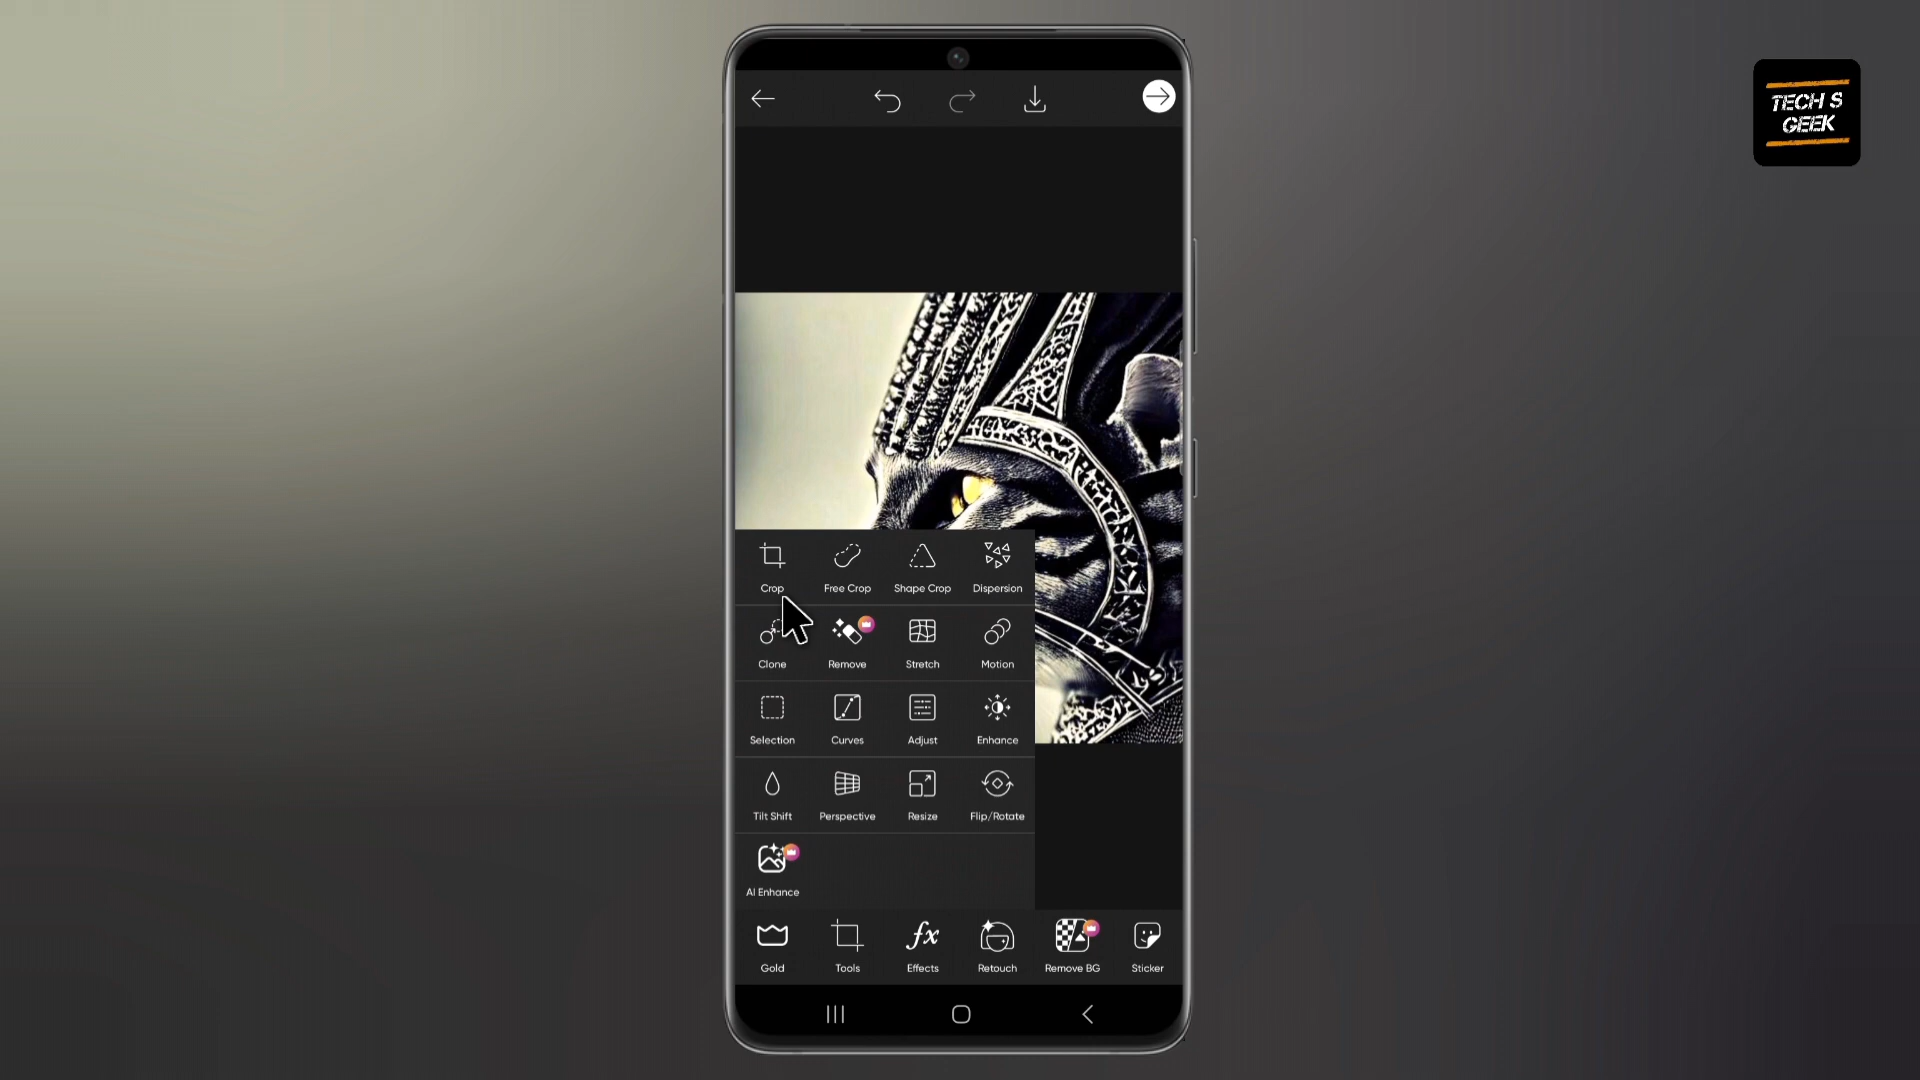 TECH S
GEEK
Crop Free Crop Shape Crop Dispersion
Clone Remove Stretch Motion
Selection Curves Adjust Enhance
Tilt Shift Perspective Resize Flip/Rotate
AI Enhance
Gold Tools fx Effects Retouch Remove BG Sticker